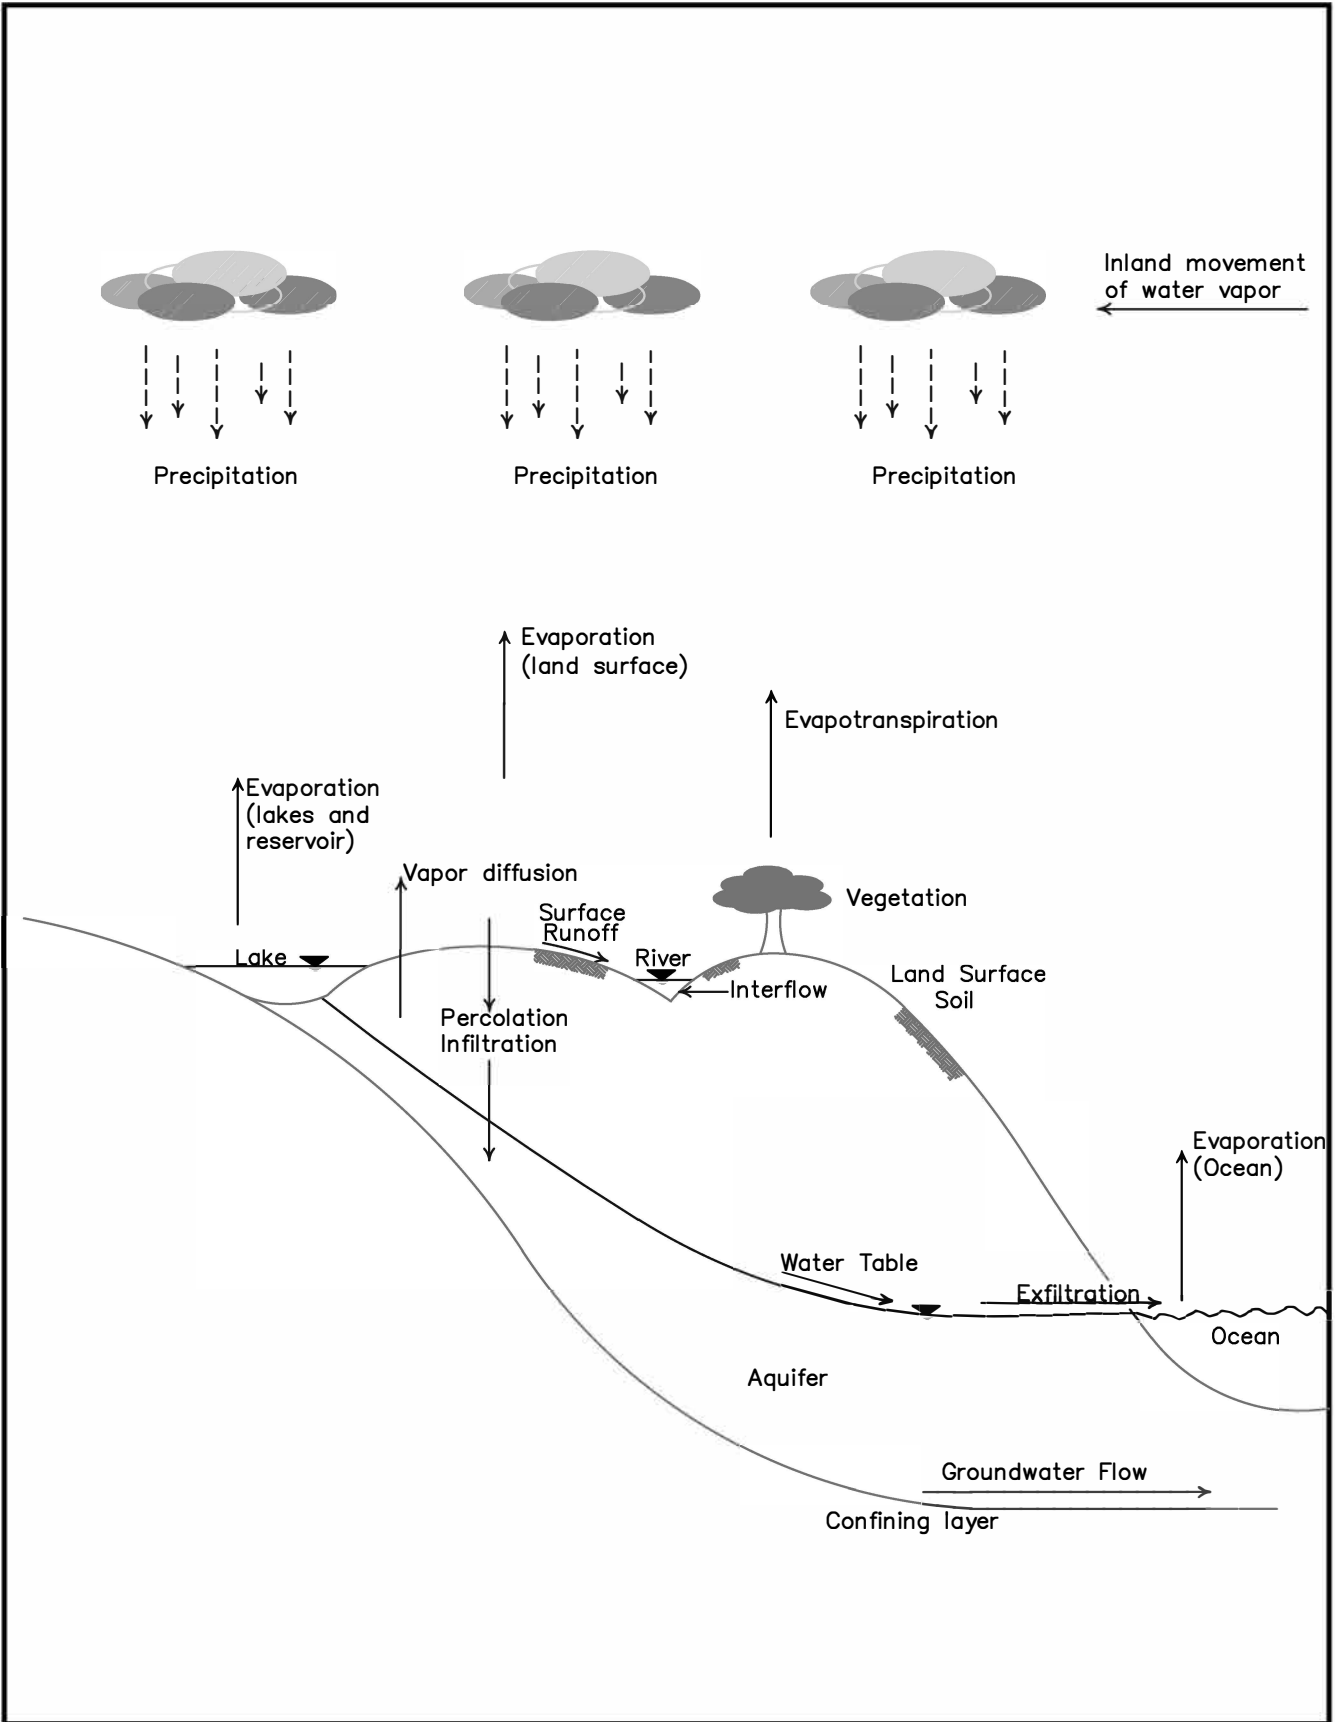 Inland movement
of water vapor
Precipitation
Precipitation
Precipitation
Evaporation
(land surface)
Evapotranspiration
Evaporation
(lakes and
reservoir)
Vapor diffusion
Vegetation
Surface
Runoff
Lake
River
Land Surface
Soil
Interflow
Percolation
Infiltration
Evaporation
(Ocean)
Water Table
Exfiltration
Ocean
Aquifer
Groundwater Flow
Confining layer